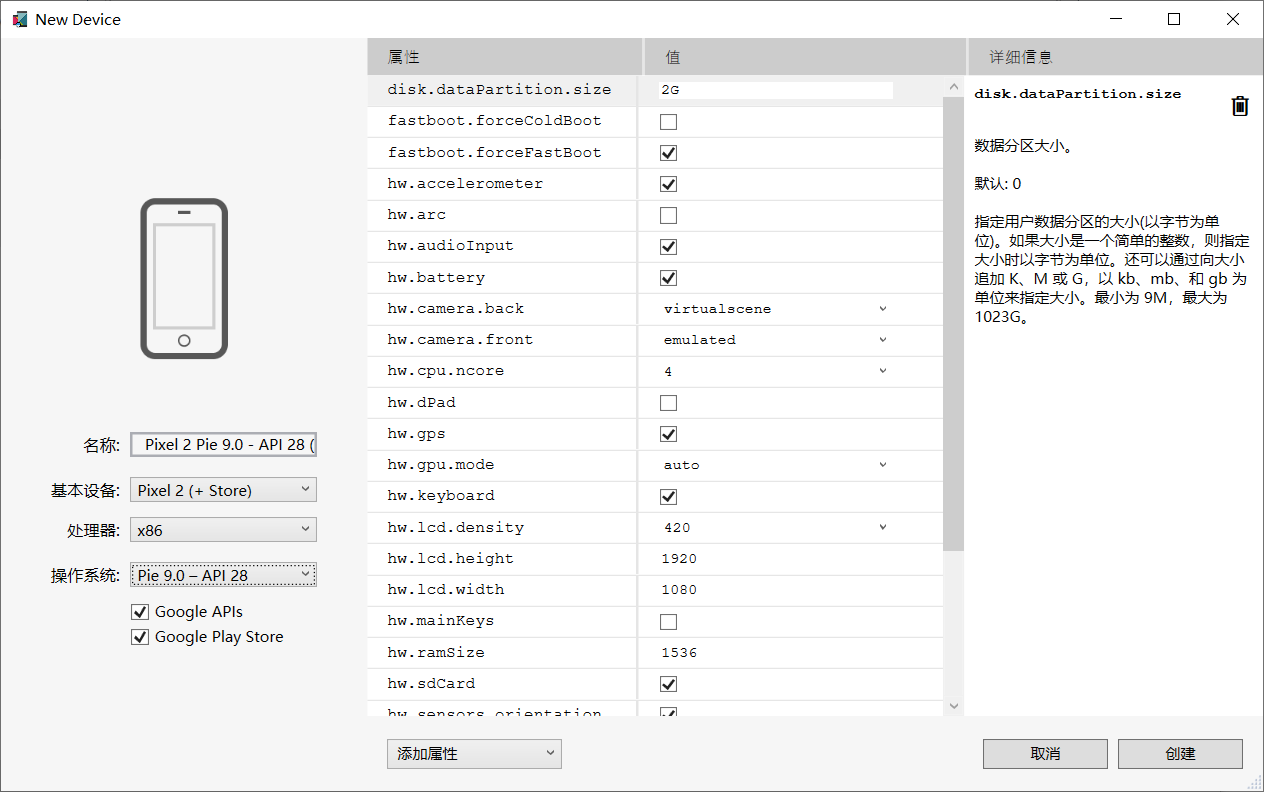 New Device
属性 值 详细信息
disk.dataPartition.size 2G
fastboot.forceColdBoot
fastboot.forceFastBoot
hw.accelerometer
hw.arc
hw.audioInput
hw.battery
hw.camera.back virtualscene
hw.camera.front emulated
hw.cpu.ncore 4
hw.dPad
hw.gps
hw.gpu.mode auto
hw.keyboard
hw.lcd.density 420
hw.lcd.height 1920
hw.lcd.width 1080
hw.mainKeys
hw.ramSize 1536
hw.sdCard
hw.sensors.orientation
disk.dataPartition.size
数据分区大小。
默认: 0
指定用户数据分区的大小(以字节为单
位)。如果大小是一个简单的整数，则指定
大小时以字节为单位。还可以通过向大小
追加 K、M 或 G，以 kb、mb、和 gb 为
单位来指定大小。最小为 9M，最大为
1023G。
名称: Pixel 2 Pie 9.0 - API 28 (
基本设备: Pixel 2 (+ Store)
处理器: x86
操作系统: Pie 9.0 – API 28
Google APIs
Google Play Store
添加属性
取消 创建